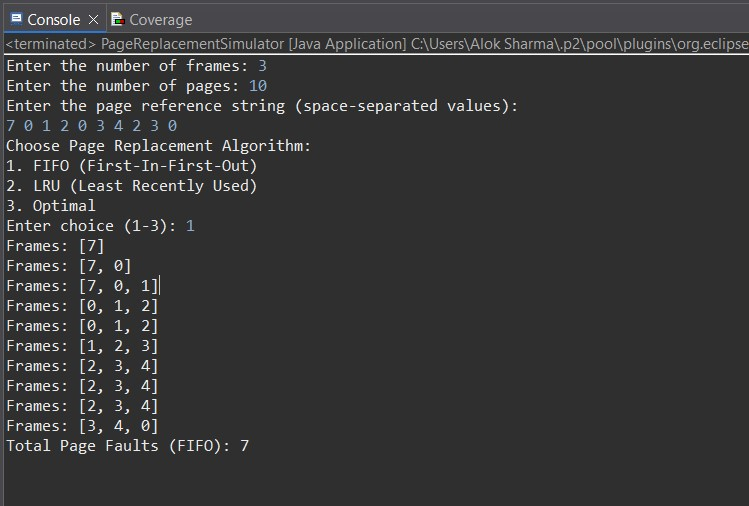 Console Coverage
<terminated> PageReplacementSimulator [Java Application] C:\Users\Alok Sharma\.p2\pool\plugins\org.eclipse
Enter the number of frames: 3
Enter the number of pages: 10
Enter the page reference string (space-separated values):
7 0 1 2 0 3 4 2 3 0
Choose Page Replacement Algorithm:
1. FIFO (First-In-First-Out)
2. LRU (Least Recently Used)
3. Optimal
Enter choice (1-3): 1
Frames: [7]
Frames: [7, 0]
Frames: [7, 0, 1]
Frames: [0, 1, 2]
Frames: [0, 1, 2]
Frames: [1, 2, 3]
Frames: [2, 3, 4]
Frames: [2, 3, 4]
Frames: [2, 3, 4]
Frames: [3, 4, 0]
Total Page Faults (FIFO): 7